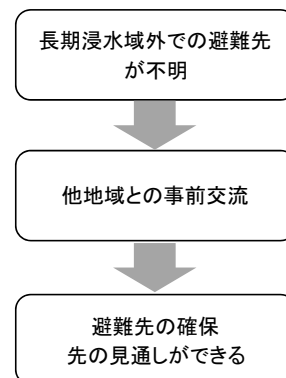 長期浸水域外での避難先
が不明
他地域との事前交流
避難先の確保
先の見通しができる